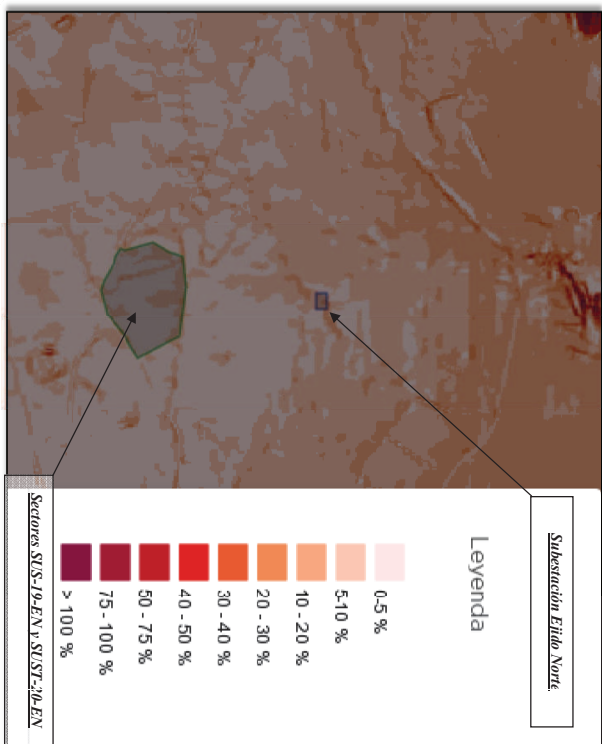 Subestación Ejido Norte
Leyenda
0-5 %
5-10 %
10 - 20 %
20 - 30 %
30 - 40 %
40 - 50 %
50 - 75 %
75 - 100 %
> 100 %
Sectores SUS-19-EN y SUST-20-EN